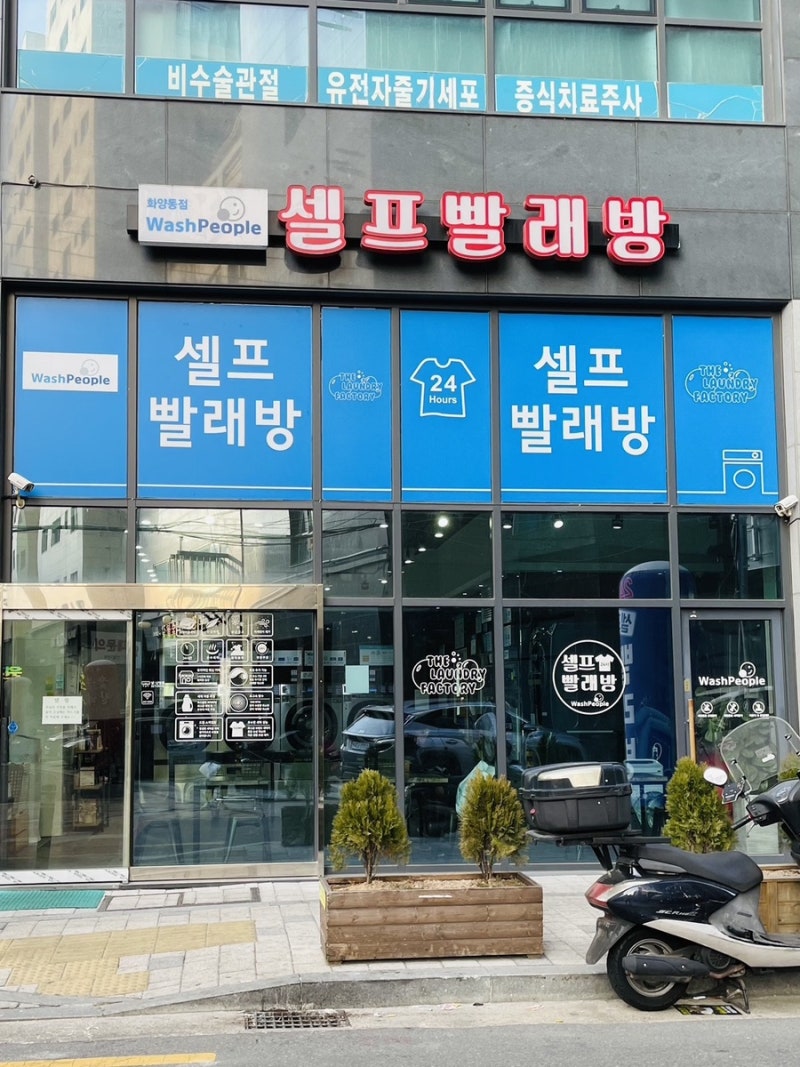 비수술관절
유전자줄기세포
증식치료주사
화양동점
WashPeople
셀프빨래방
WashPeople
셀프
빨래방
THE
LAUNDRY
FACTORY
24
Hours
셀프
빨래방
THE
LAUNDRY
FACTORY
THE
LAUNDRY
FACTORY
셀프
빨래방
WashPeople
WashPeople